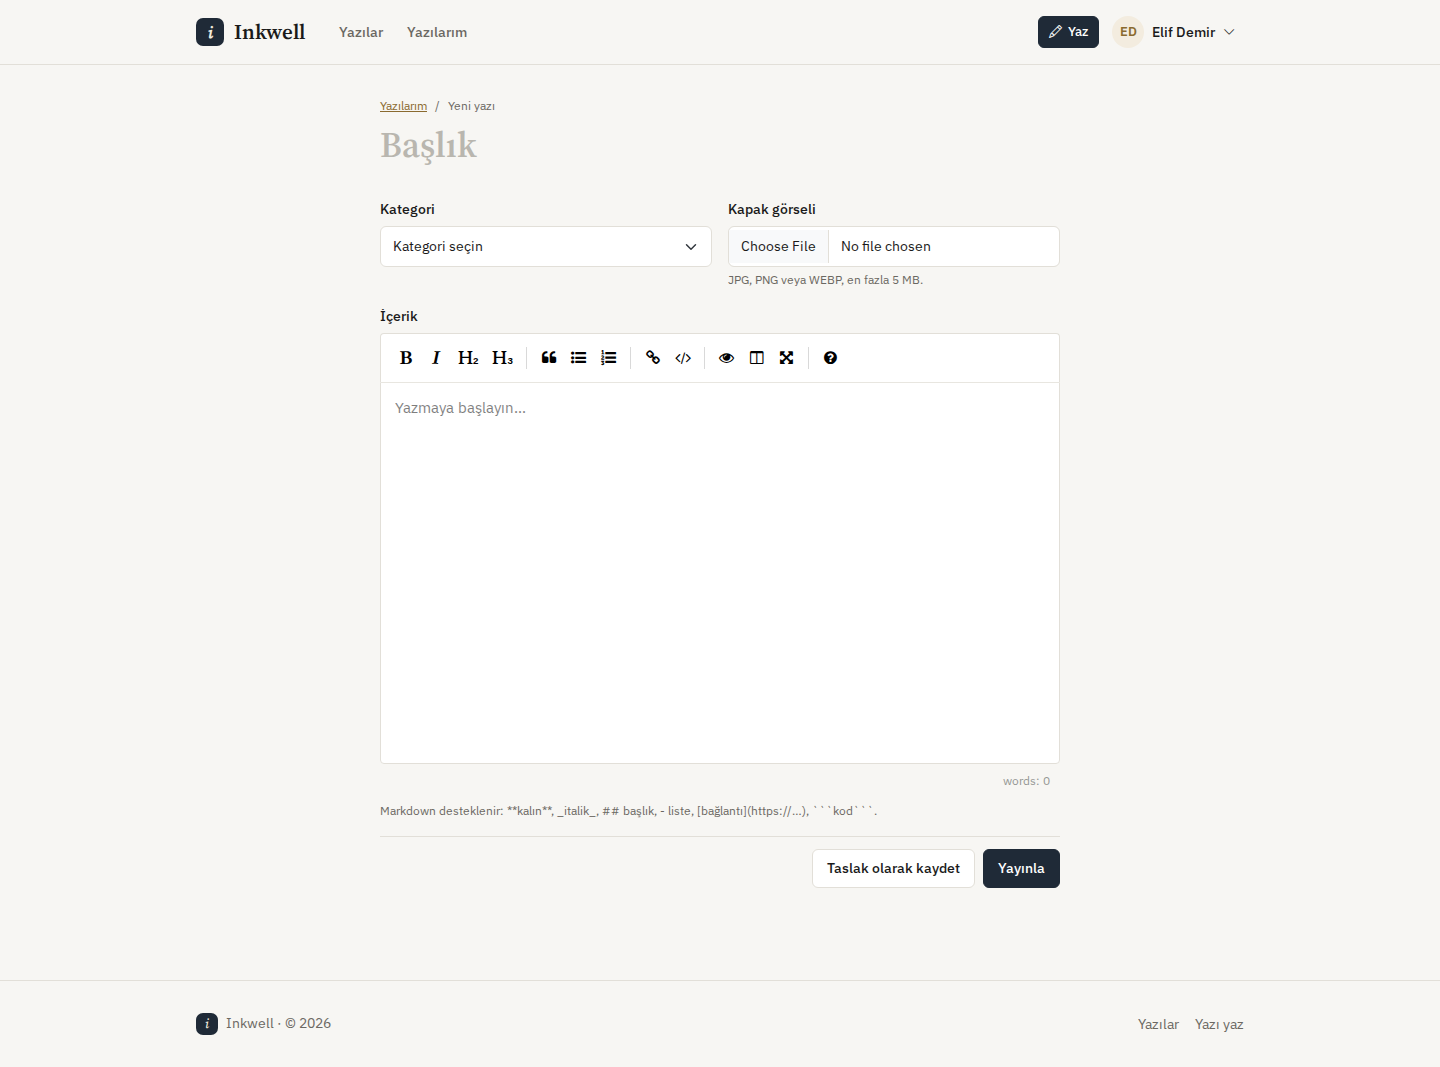 i Inkwell Yazılar Yazılarım Yaz ED Elif Demir
Yazılarım / Yeni yazı
Başlık
Kategori Kapak görseli
Kategori seçin Choose File No file chosen
JPG, PNG veya WEBP, en fazla 5 MB.
İçerik
B I H2 H3
Yazmaya başlayın...
words: 0
Markdown desteklenir: **kalın**, _italik_, ## başlık, - liste, [bağlantı](https://...), ```kod```.
Taslak olarak kaydet Yayınla
i Inkwell · © 2026 Yazılar Yazı yaz